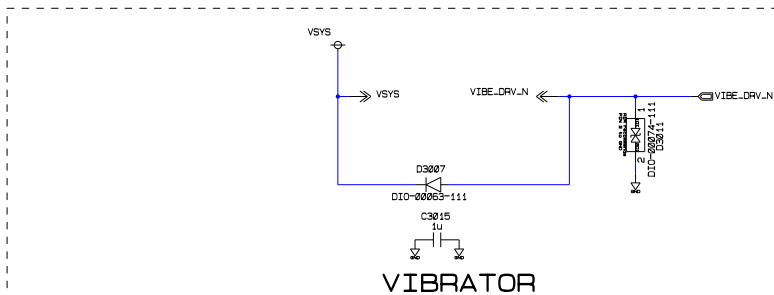 VSYS
VSYS
VIBE_DRV_N
VIBE_DRV_N
1
2
DIO-00074-111
D3011
D3007
DIO-00063-111
C3015
1u
VIBRATOR